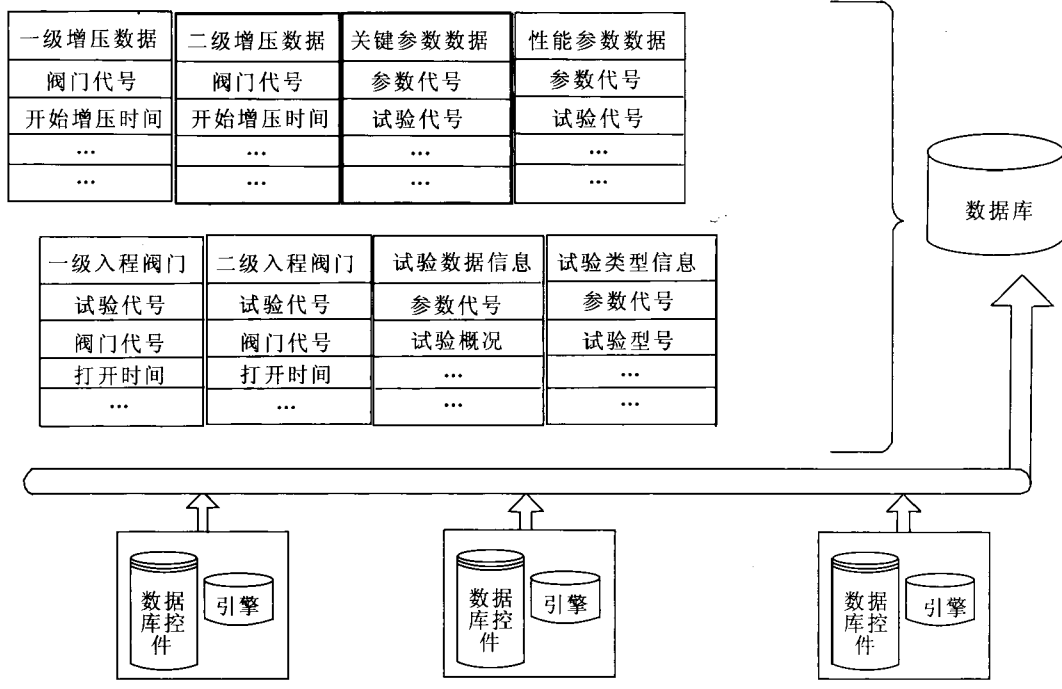 一级增压数据 二级增压数据 关键参数数据 性能参数数据
阀门代号 阀门代号 参数代号 参数代号
开始增压时间 开始增压时间 试验代号 试验代号
... ... ... ...
... ... ... ...
数据库
一级入程阀门 二级入程阀门 试验数据信息 试验类型信息
试验代号 试验代号 参数代号 参数代号
阀门代号 阀门代号 试验概况 试验型号
打开时间 打开时间 ... ...
... ... ... ...
数据
库控
件
引擎
数据
库控
件
引擎
数据
库控
件
引擎